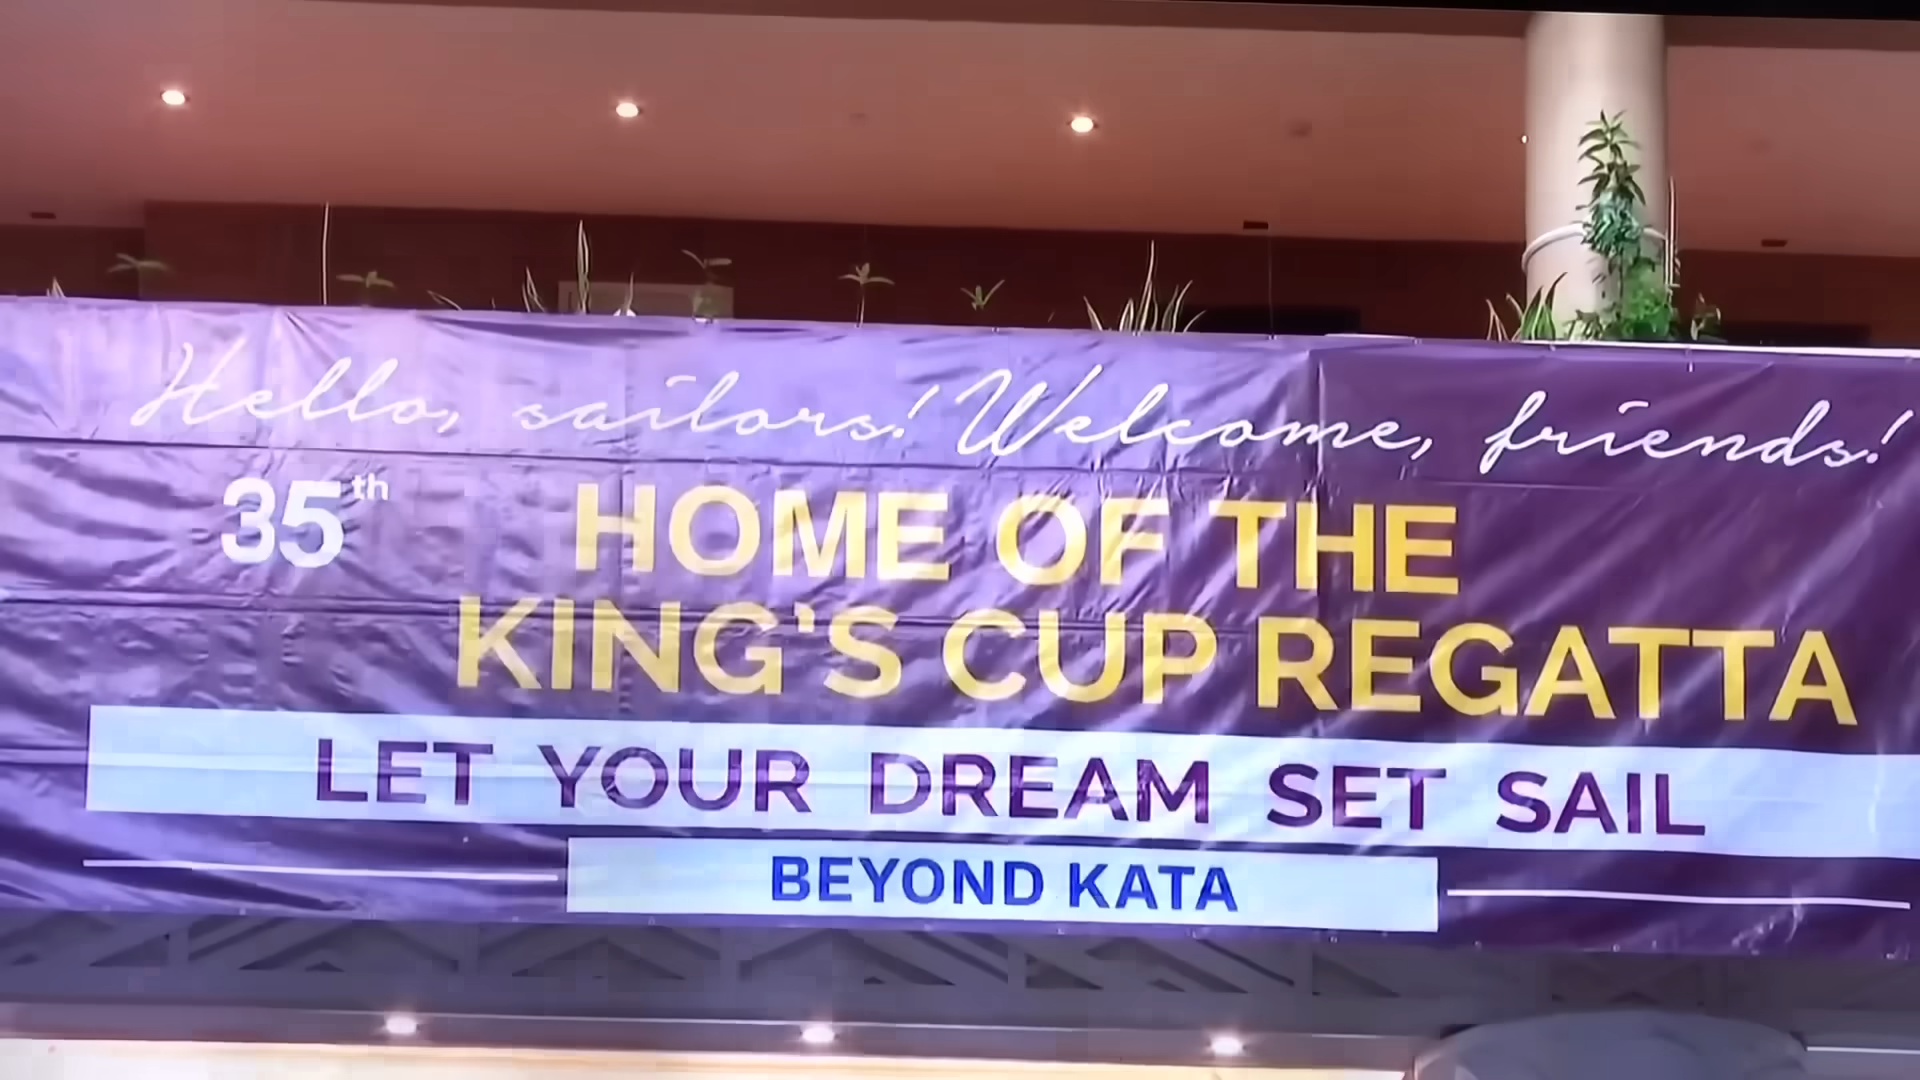 Hello, sailors! Welcome, friends!
35th HOME OF THE
KING'S CUP REGATTA
LET YOUR DREAM SET SAIL
BEYOND KATA